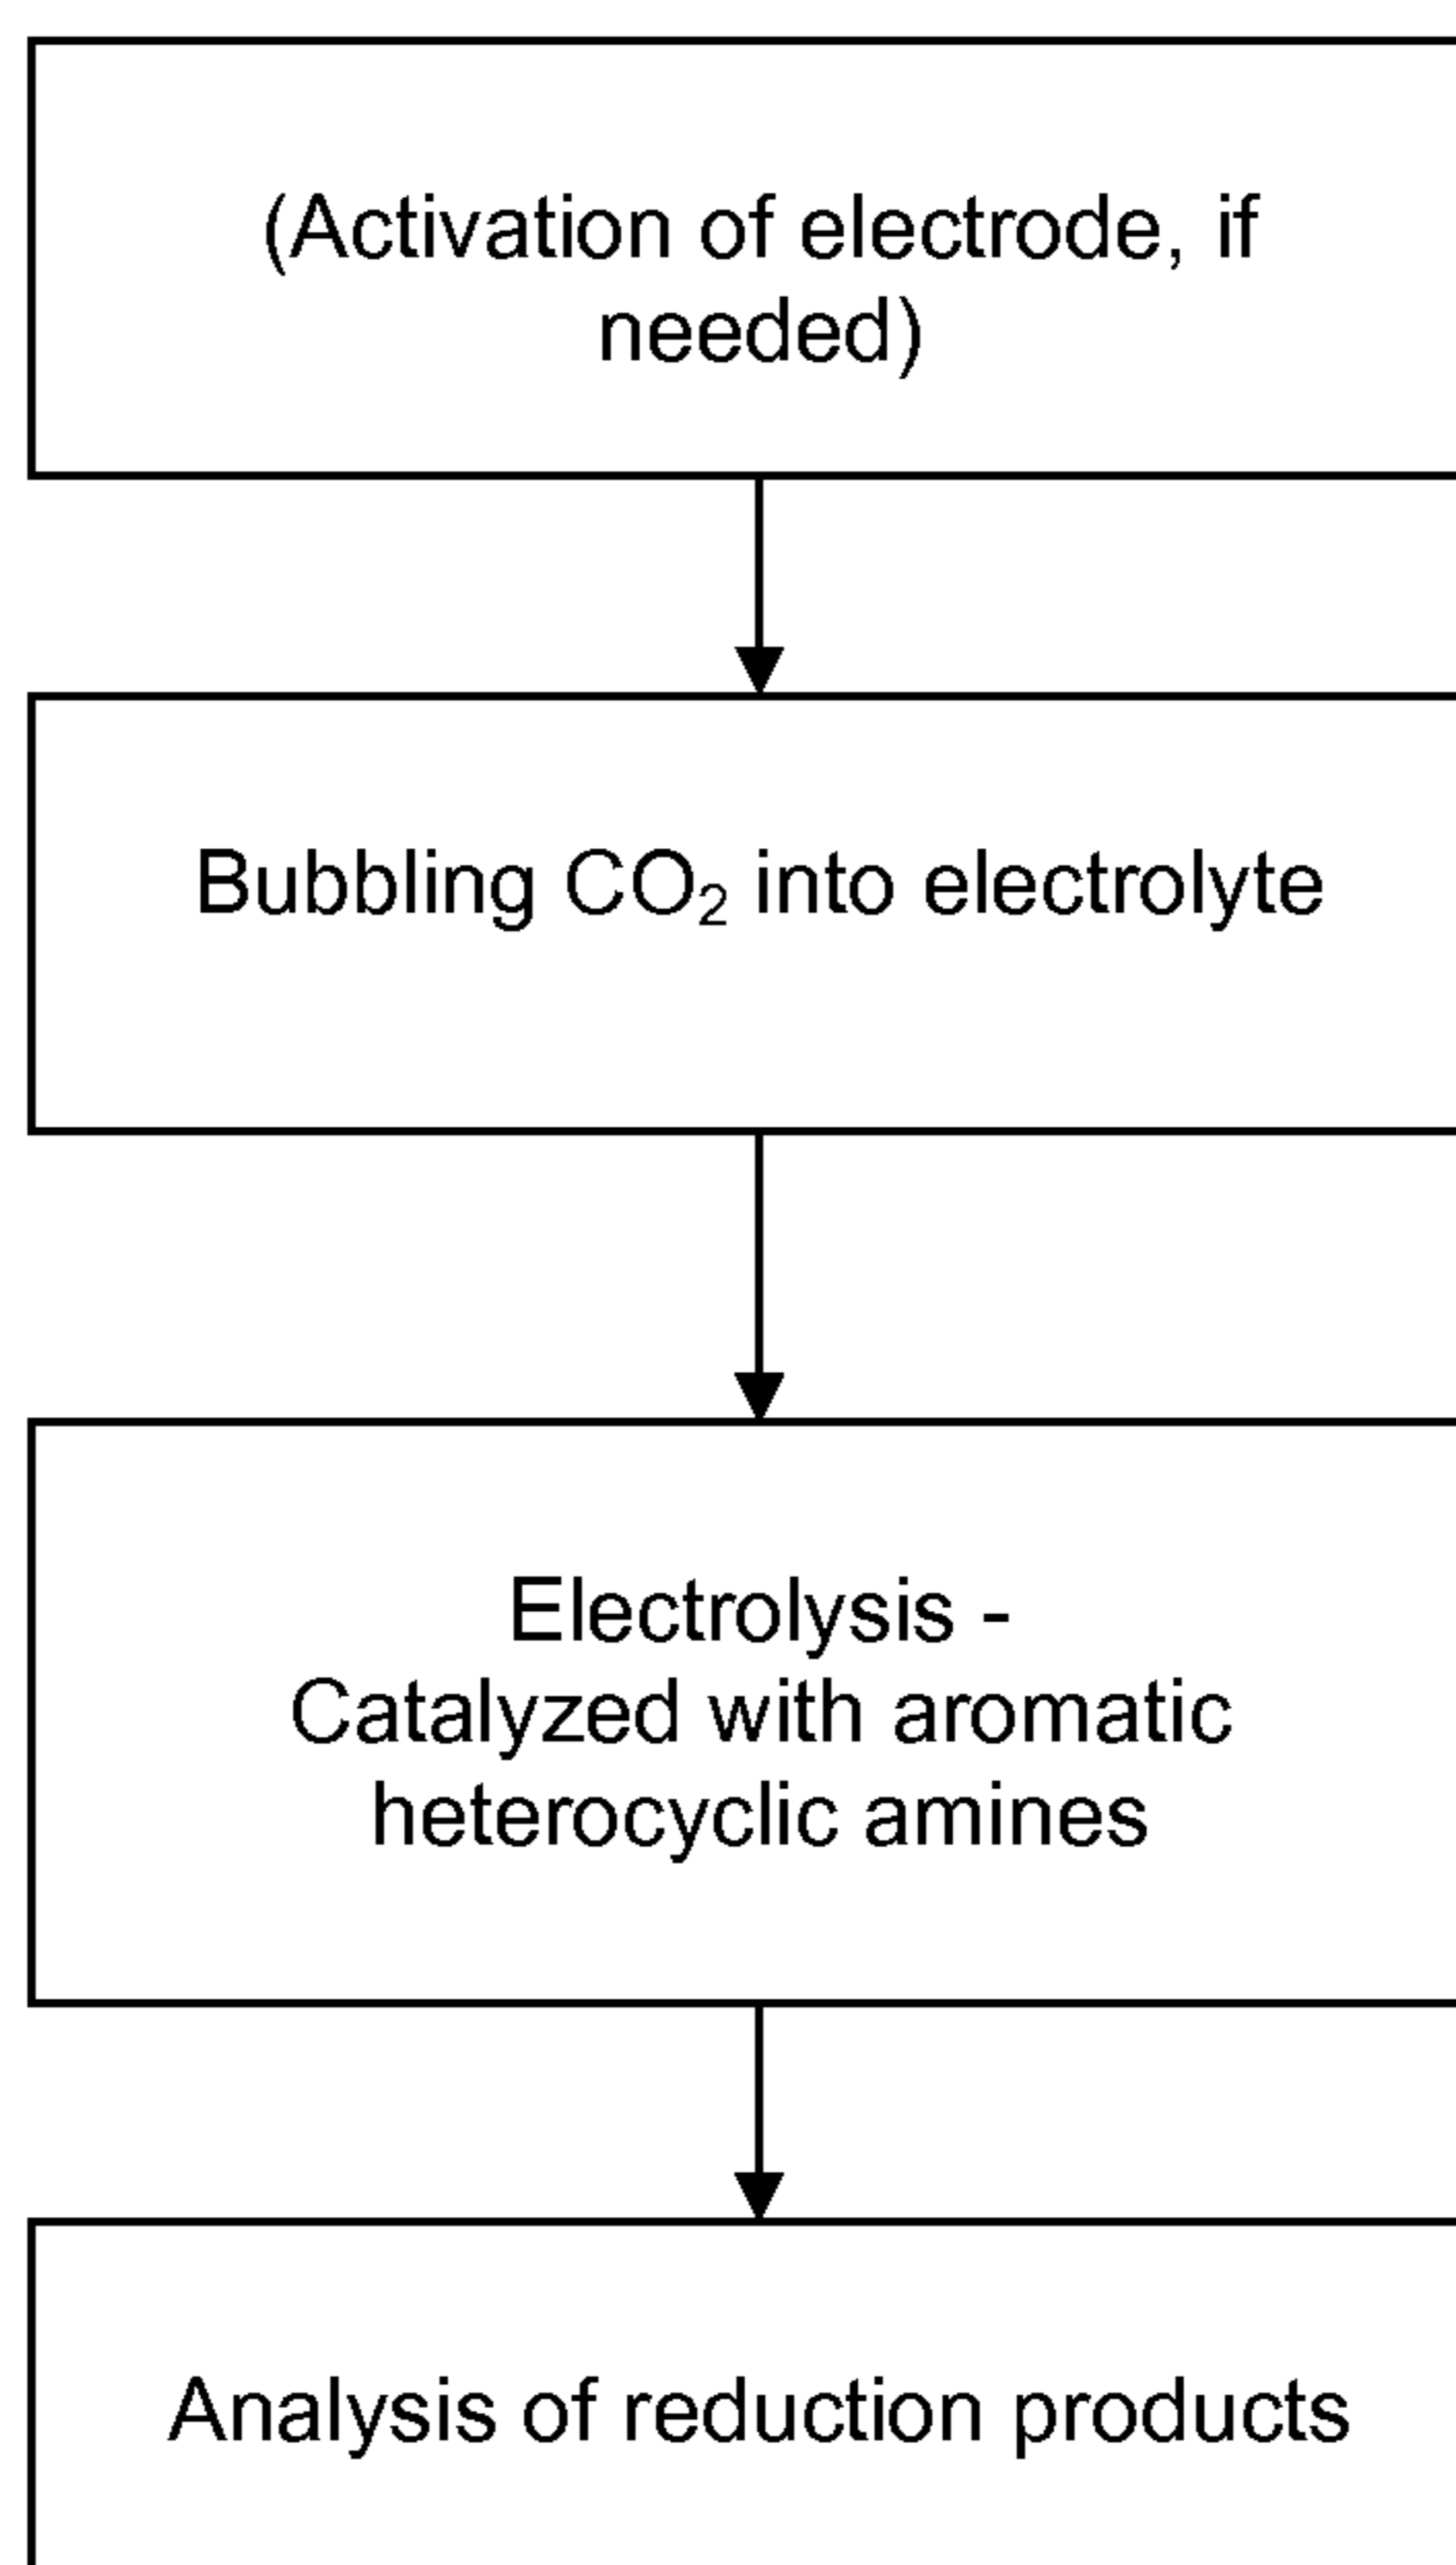 (Activation of electrode, if
needed)
Bubbling CO₂ into electrolyte
Electrolysis -
Catalyzed with aromatic
heterocyclic amines
Analysis of reduction products